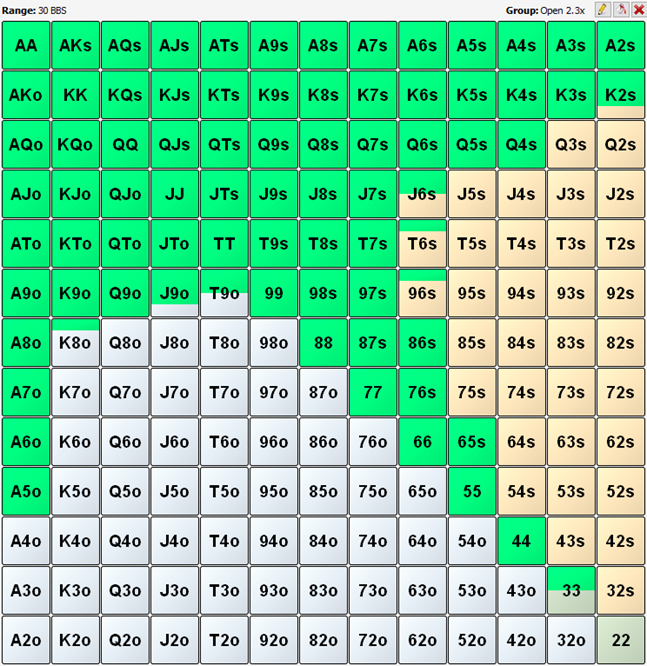 Range: 30 BBS Group: Open 2.3x
AA AKs AQs AJs ATs A9s A8s A7s A6s A5s A4s A3s A2s
AKo KK KQs KJs KTs K9s K8s K7s K6s K5s K4s K3s K2s
AQo KQo QQ QJs QTs Q9s Q8s Q7s Q6s Q5s Q4s Q3s Q2s
AJo KJo QJo JJ JTs J9s J8s J7s J6s J5s J4s J3s J2s
ATo KTo QTo JTo TT T9s T8s T7s T6s T5s T4s T3s T2s
A9o K9o Q9o J9o T9o 99 98s 97s 96s 95s 94s 93s 92s
A8o K8o Q8o J8o T8o 98o 88 87s 86s 85s 84s 83s 82s
A7o K7o Q7o J7o T7o 97o 87o 77 76s 75s 74s 73s 72s
A6o K6o Q6o J6o T6o 96o 86o 76o 66 65s 64s 63s 62s
A5o K5o Q5o J5o T5o 95o 85o 75o 65o 55 54s 53s 52s
A4o K4o Q4o J4o T4o 94o 84o 74o 64o 54o 44 43s 42s
A3o K3o Q3o J3o T3o 93o 83o 73o 63o 53o 43o 33 32s
A2o K2o Q2o J2o T2o 92o 82o 72o 62o 52o 42o 32o 22